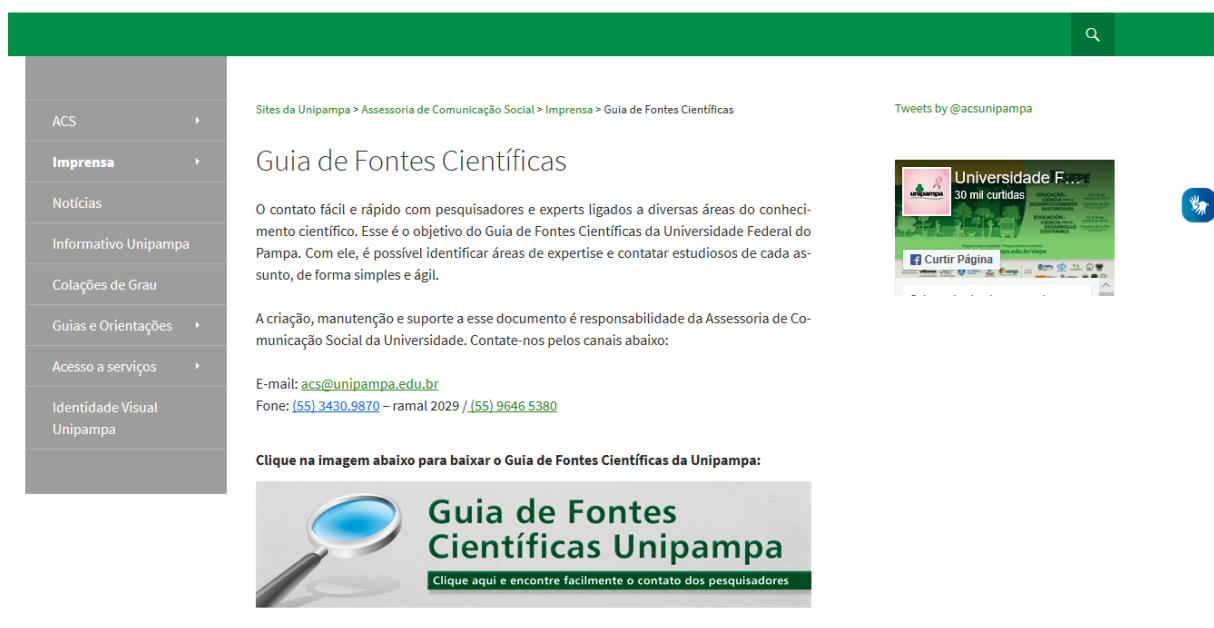 ACS
Imprensa
Notícias
Informativo Unipampa
Colações de Grau
Guias e Orientações
Acesso a serviços
Identidade Visual
Unipampa
Sites da Unipampa > Assessoria de Comunicação Social > Imprensa > Guia de Fontes Científicas
Guia de Fontes Científicas
O contato fácil e rápido com pesquisadores e experts ligados a diversas áreas do conheci-
mento científico. Esse é o objetivo do Guia de Fontes Científicas da Universidade Federal do
Pampa. Com ele, é possível identificar áreas de expertise e contatar estudiosos de cada as-
sunto, de forma simples e ágil.
A criação, manutenção e suporte a esse documento é responsabilidade da Assessoria de Co-
municação Social da Universidade. Contate-nos pelos canais abaixo:
E-mail: acs@unipampa.edu.br
Fone: (55) 3430.9870 – ramal 2029 / (55) 9646 5380
Clique na imagem abaixo para baixar o Guia de Fontes Científicas da Unipampa:
Guia de Fontes
Científicas Unipampa
Clique aqui e encontre facilmente o contato dos pesquisadores
Tweets by @acsunipampa
Universidade F...
30 mil curtidas
unipampa
Curtir Página